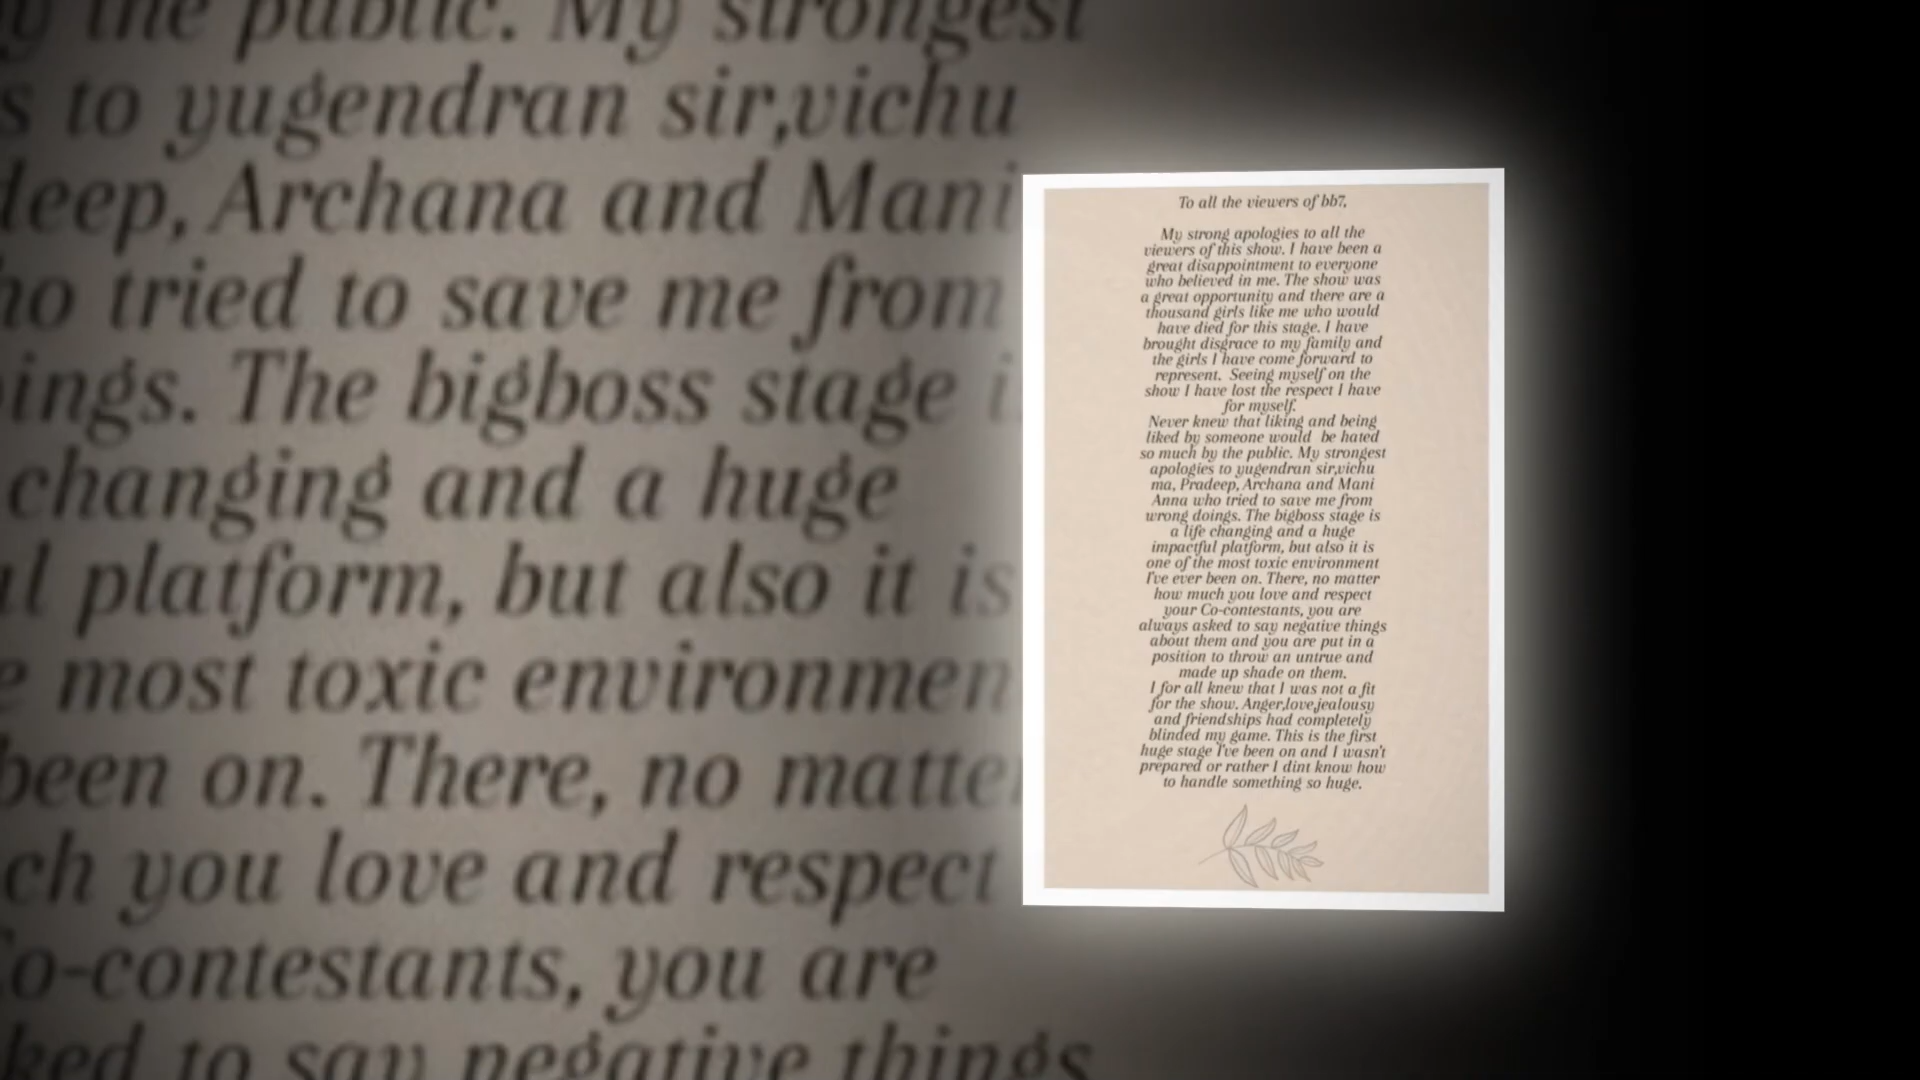 y the public. My strongest
s to yugendran sir,vichu
deep, Archana and Mani
ho tried to save me from
ings. The bigboss stage i
changing and a huge
l platform, but also it is
e most toxic environmen
been on. There, no matte
ch you love and respect
Co-contestants, you are
ked to say negative things
To all the viewers of bb7,
My strong apologies to all the
viewers of this show. I have been a
great disappointment to everyone
who believed in me. The show was
a great opportunity and there are a
thousand girls like me who would
have died for this stage. I have
brought disgrace to my family and
the girls I have come forward to
represent. Seeing myself on the
show I have lost the respect I have
for myself.
Never knew that liking and being
liked by someone would be hated
so much by the public. My strongest
apologies to yugendran sir,vichu
ma, Pradeep, Archana and Mani
Anna who tried to save me from
wrong doings. The bigboss stage is
a life changing and a huge
impactful platform, but also it is
one of the most toxic environment
I've ever been on. There, no matter
how much you love and respect
your Co-contestants, you are
always asked to say negative things
about them and you are put in a
position to throw an untrue and
made up shade on them.
I for all knew that I was not a fit
for the show. Anger,love,jealousy
and friendships had completely
blinded my game. This is the first
huge stage I've been on and I wasn't
prepared or rather I dint know how
to handle something so huge.